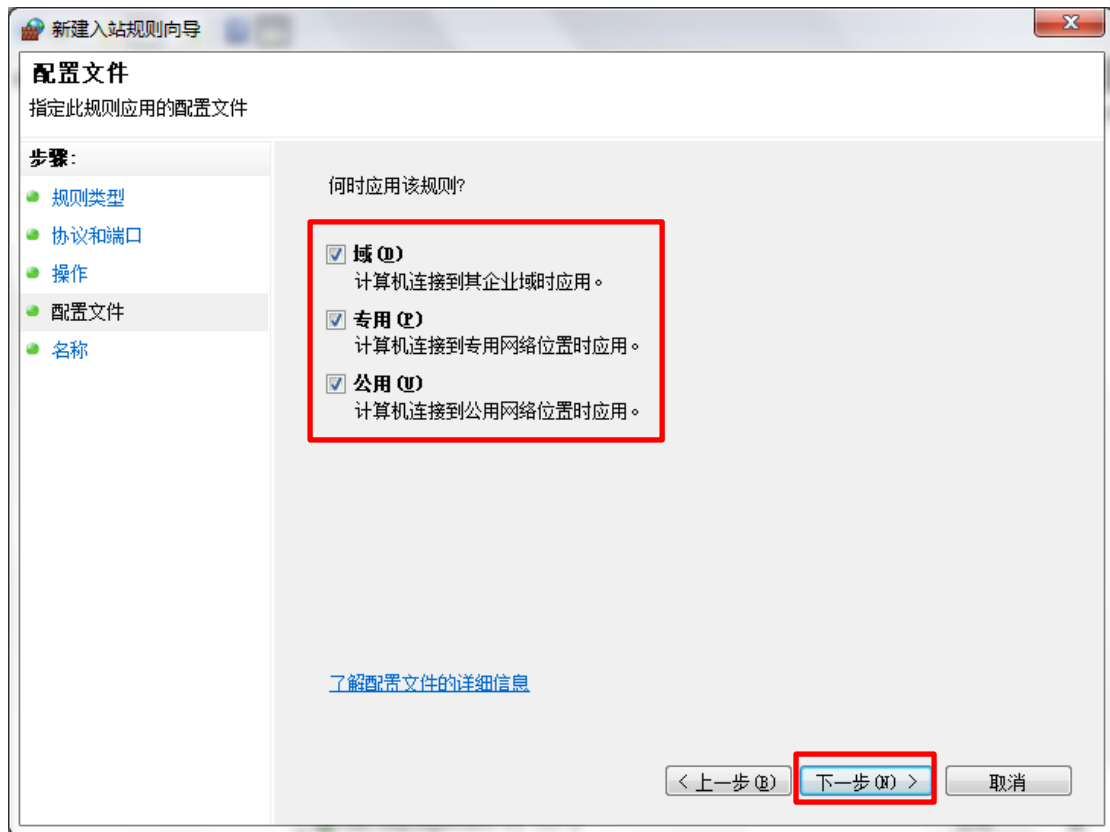 新建入站规则向导
配置文件
指定此规则应用的配置文件
步骤:
规则类型
协议和端口
操作
配置文件
名称
何时应用该规则?
域(D)
计算机连接到其企业域时应用。
专用(P)
计算机连接到专用网络位置时应用。
公用(U)
计算机连接到公用网络位置时应用。
了解配置文件的详细信息
< 上一步(B)
下一步(N) >
取消